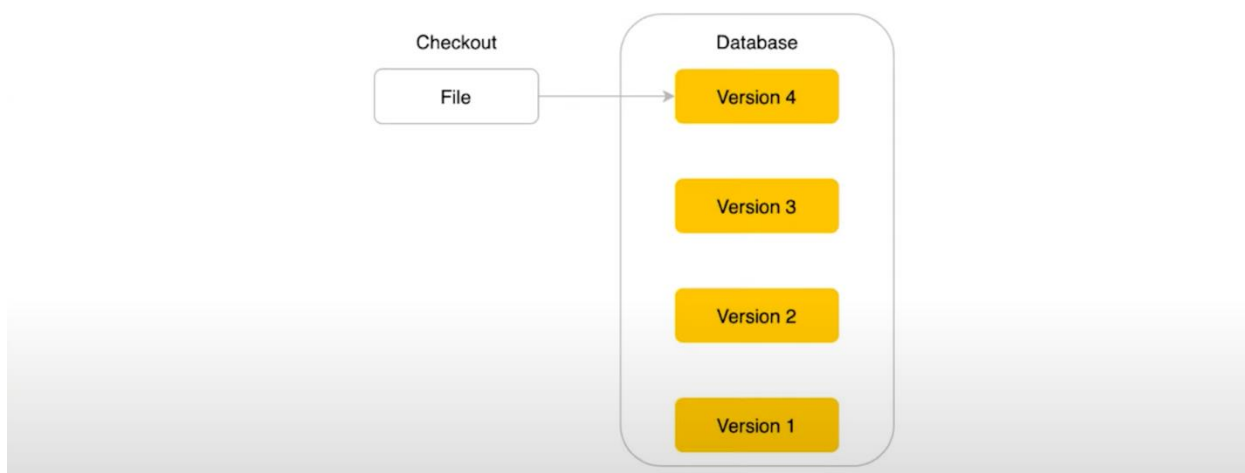 Checkout
Database
File
Version 4
Version 3
Version 2
Version 1